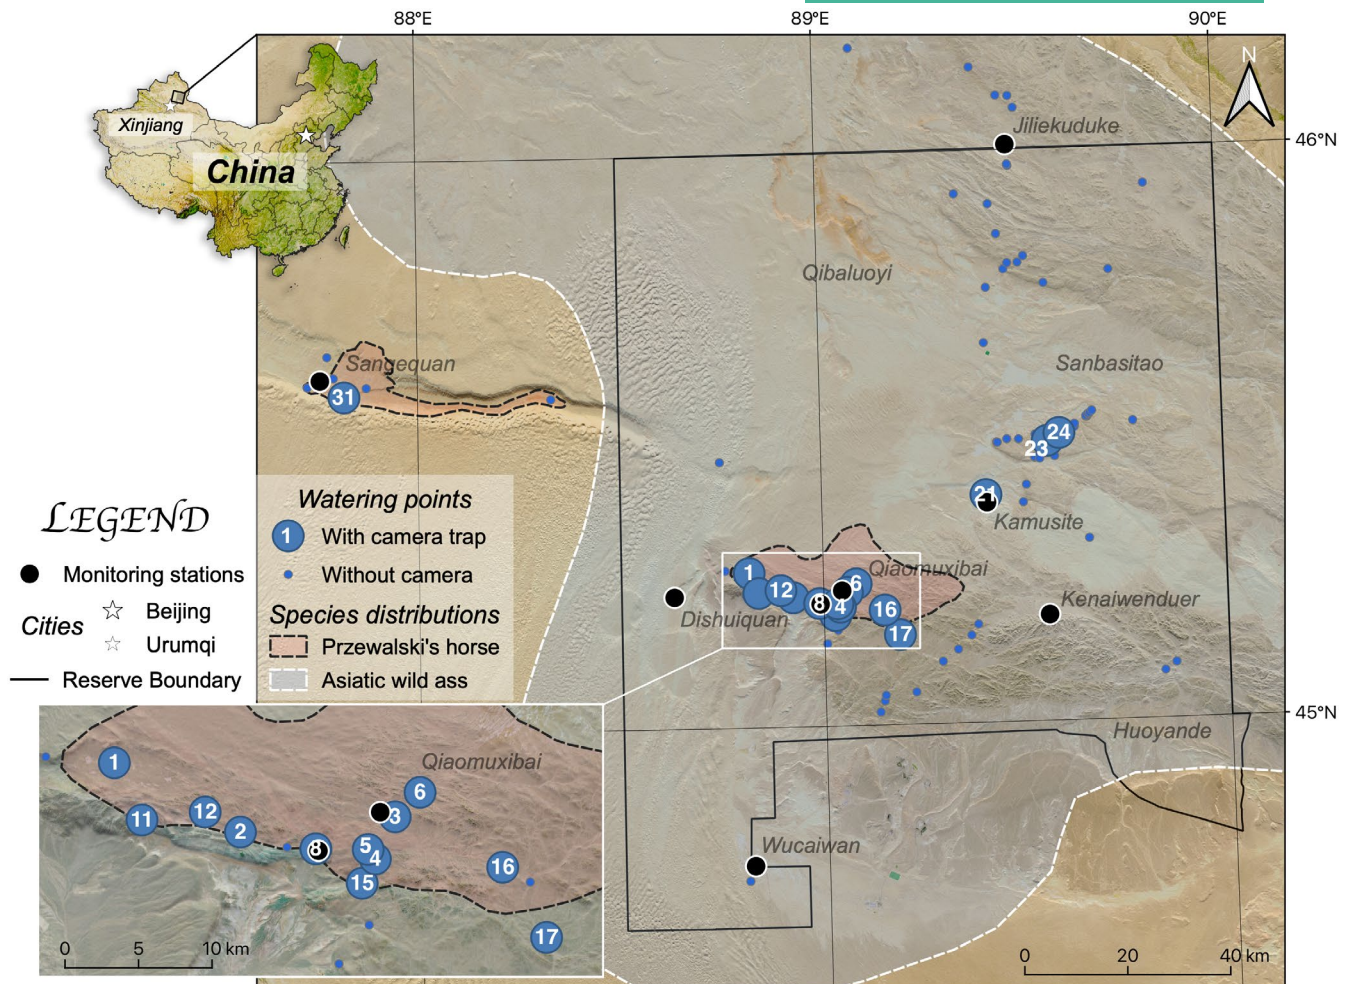 88°E
89°E
90°E
N
Xinjiang
China
Jiliekuduke
46°N
Qibaluoyi
Sangequan
31
Sanbasitao
24
23
21
Kamusite
LEGEND
Monitoring stations
Cities
Beijing
Urumqi
Reserve Boundary
Watering points
1
With camera trap
Without camera
Species distributions
Przewalski's horse
Asiatic wild ass
Qiaomuxibai
1
12
6
8
4
16
17
Dishuiquan
Kenaiwenduer
45°N
Huoyande
Wucaiwan
Qiaomuxibai
1
6
12
3
11
2
8
5
4
16
15
17
0 5 10 km
0 20 40 km